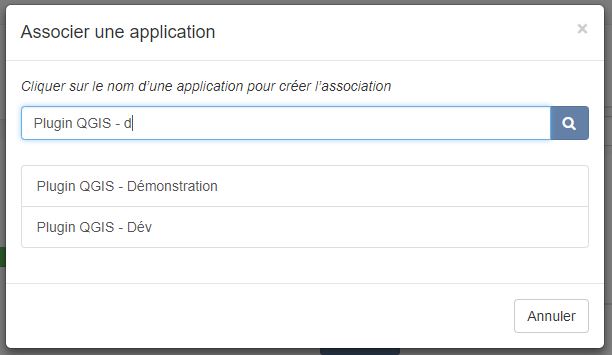 Associer une application
×
Cliquer sur le nom d’une application pour créer l’association
Plugin QGIS - d
Plugin QGIS - Démonstration
Plugin QGIS - Dév
Annuler